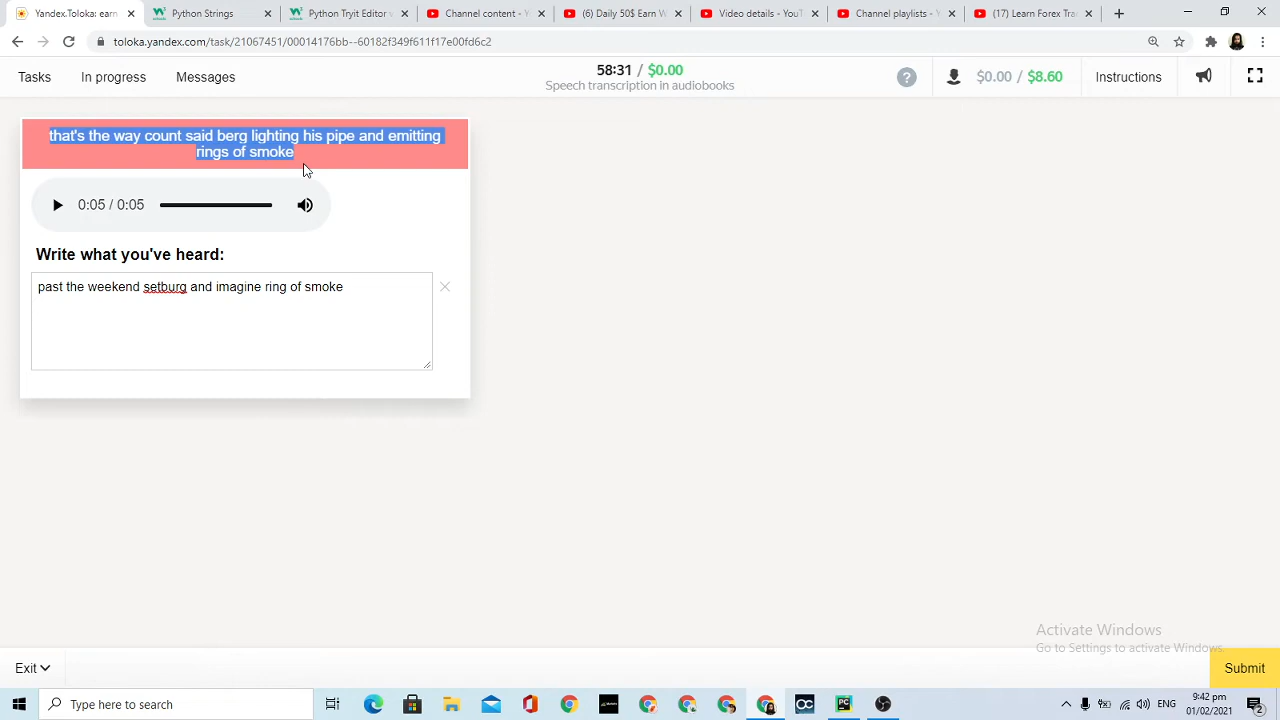 Yandex.Toloka earn
Python Strings
Python Tryit Editor
Channel content - Y
(6) Daily 50$ Earn W
Video details - YouT
Channel playlists - Y
(17) Learn Forex Tra
toloka.yandex.com/task/21067451/00014176bb--60182f349f611f17e00fd6c2
Tasks
In progress
Messages
58:31 / $0.00
Speech transcription in audiobooks
?
$0.00 / $8.60
Instructions
that's the way count said berg lighting his pipe and emitting
rings of smoke
0:05 / 0:05
Write what you've heard:
past the weekend setburg and imagine ring of smoke
Activate Windows
Go to Settings to activate Windows.
Exit
Submit
Type here to search
ENG
9:42 pm
01/02/2021
2